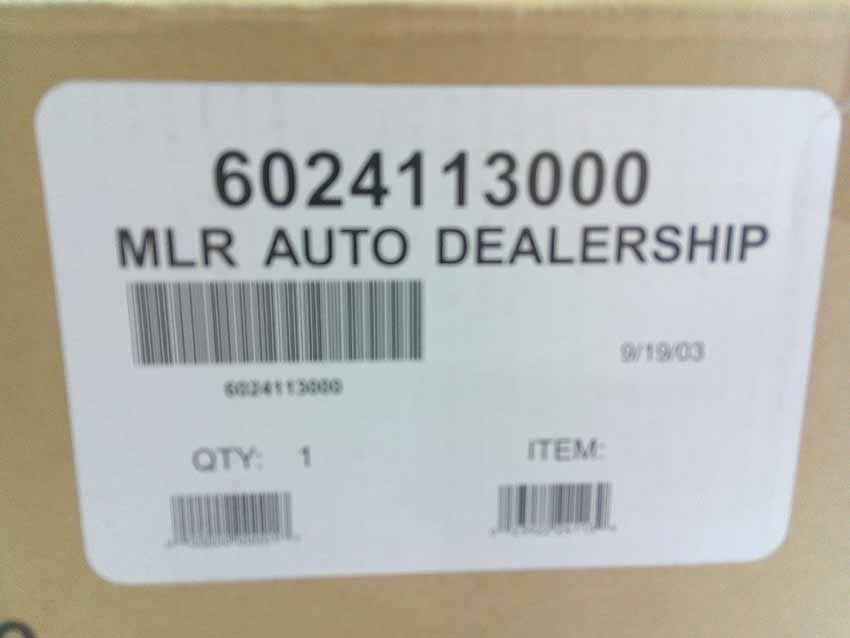 6024113000
MLR AUTO DEALERSHIP
9/19/03
6024113000
QTY: 1
ITEM: